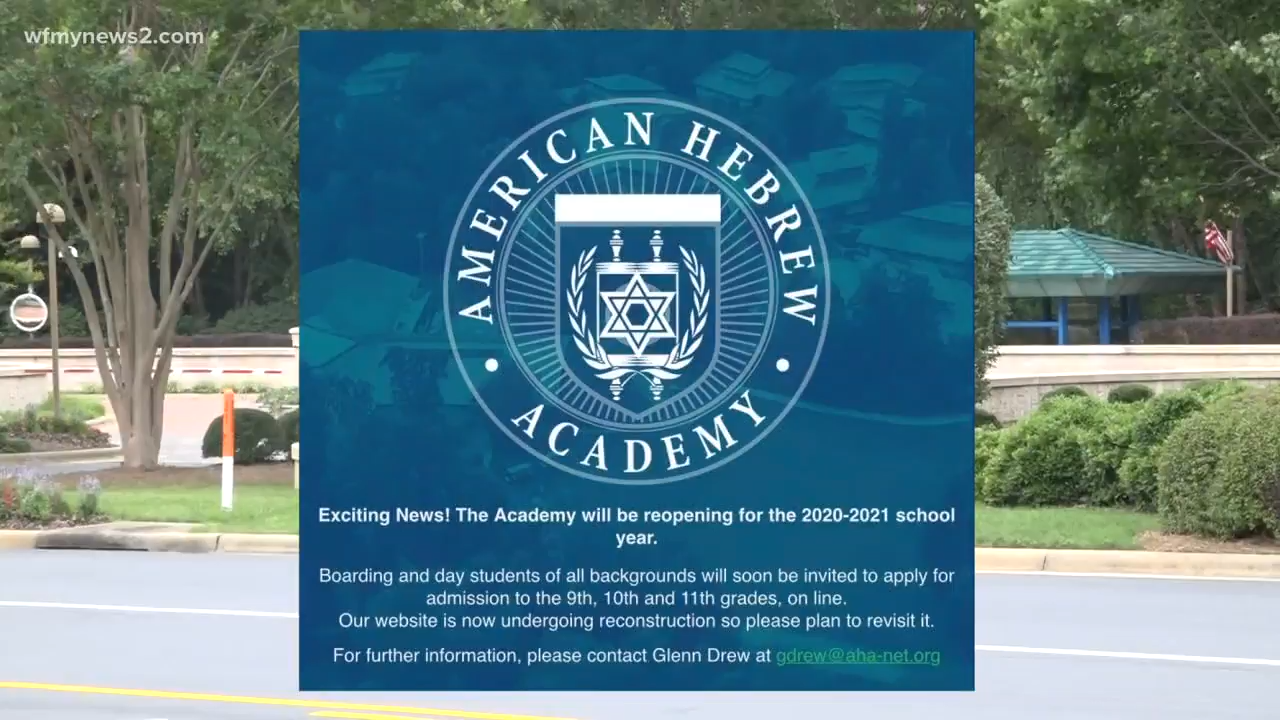 wfmynews2.com
AMERICAN HEBREW
ACADEMY
Exciting News! The Academy will be reopening for the 2020-2021 school
year.
Boarding and day students of all backgrounds will soon be invited to apply for
admission to the 9th, 10th and 11th grades, on line.
Our website is now undergoing reconstruction so please plan to revisit it.
For further information, please contact Glenn Drew at gdrew@aha-net.org